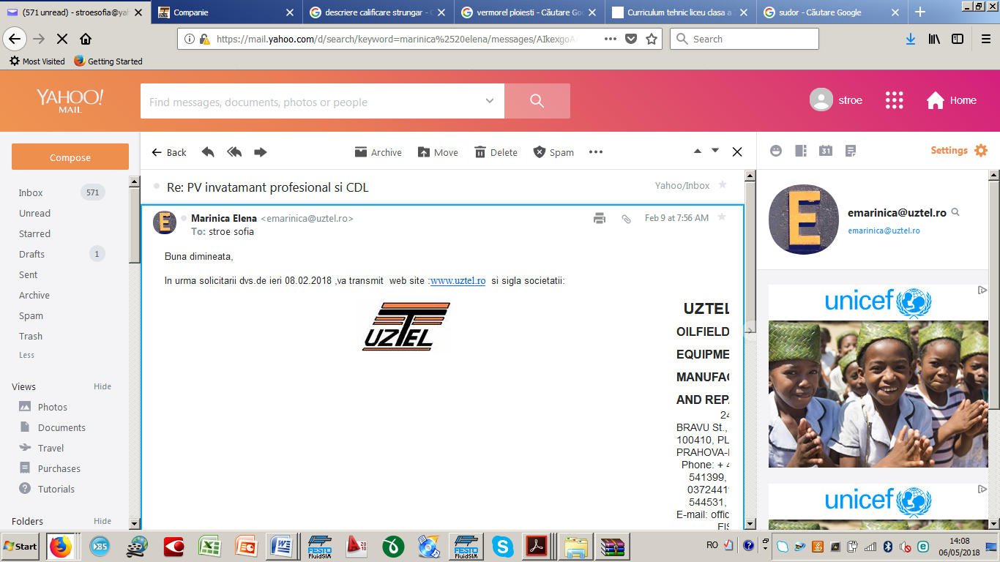 (571 unread) - stroesofia@yah
Companie
descriere calificare strungar -
vermorel ploiesti - Căutare Goo
Curriculum tehnic liceu clasa a
sudor - Căutare Google
https://mail.yahoo.com/d/search/keyword=marinica%2520elena/messages/AIkexgoA
Search
Most Visited
Getting Started
YAHOO!
MAIL
Find messages, documents, photos or people
stroe
Home
Compose
Back
Archive
Move
Delete
Spam
Settings
Inbox 571
Unread
Starred
Drafts 1
Sent
Archive
Spam
Trash
Less
Views Hide
Photos
Documents
Travel
Purchases
Tutorials
Folders Hide
Re: PV invatamant profesional si CDL
Yahoo/Inbox
Marinica Elena <emarinica@uztel.ro>
Feb 9 at 7:56 AM
To: stroe sofia
Buna dimineata,
In urma solicitarii dvs.de ieri 08.02.2018 ,va transmit web site :www.uztel.ro si sigla societatii:
UZTEL
UZTEL
OILFIELD
EQUIPME
MANUFAC
AND REPA
24
BRAVU St.,
100410, PL
PRAHOVA-
Phone: + 4
541399,
0372441
544531,
E-mail: offic
FIS
E
emarinica@uztel.ro
emarinica@uztel.ro
unicef
unicef
Start
BS
FESTO
FluidSIM
2010
FESTO
FluidSIM
RO
14:08
06/05/2018